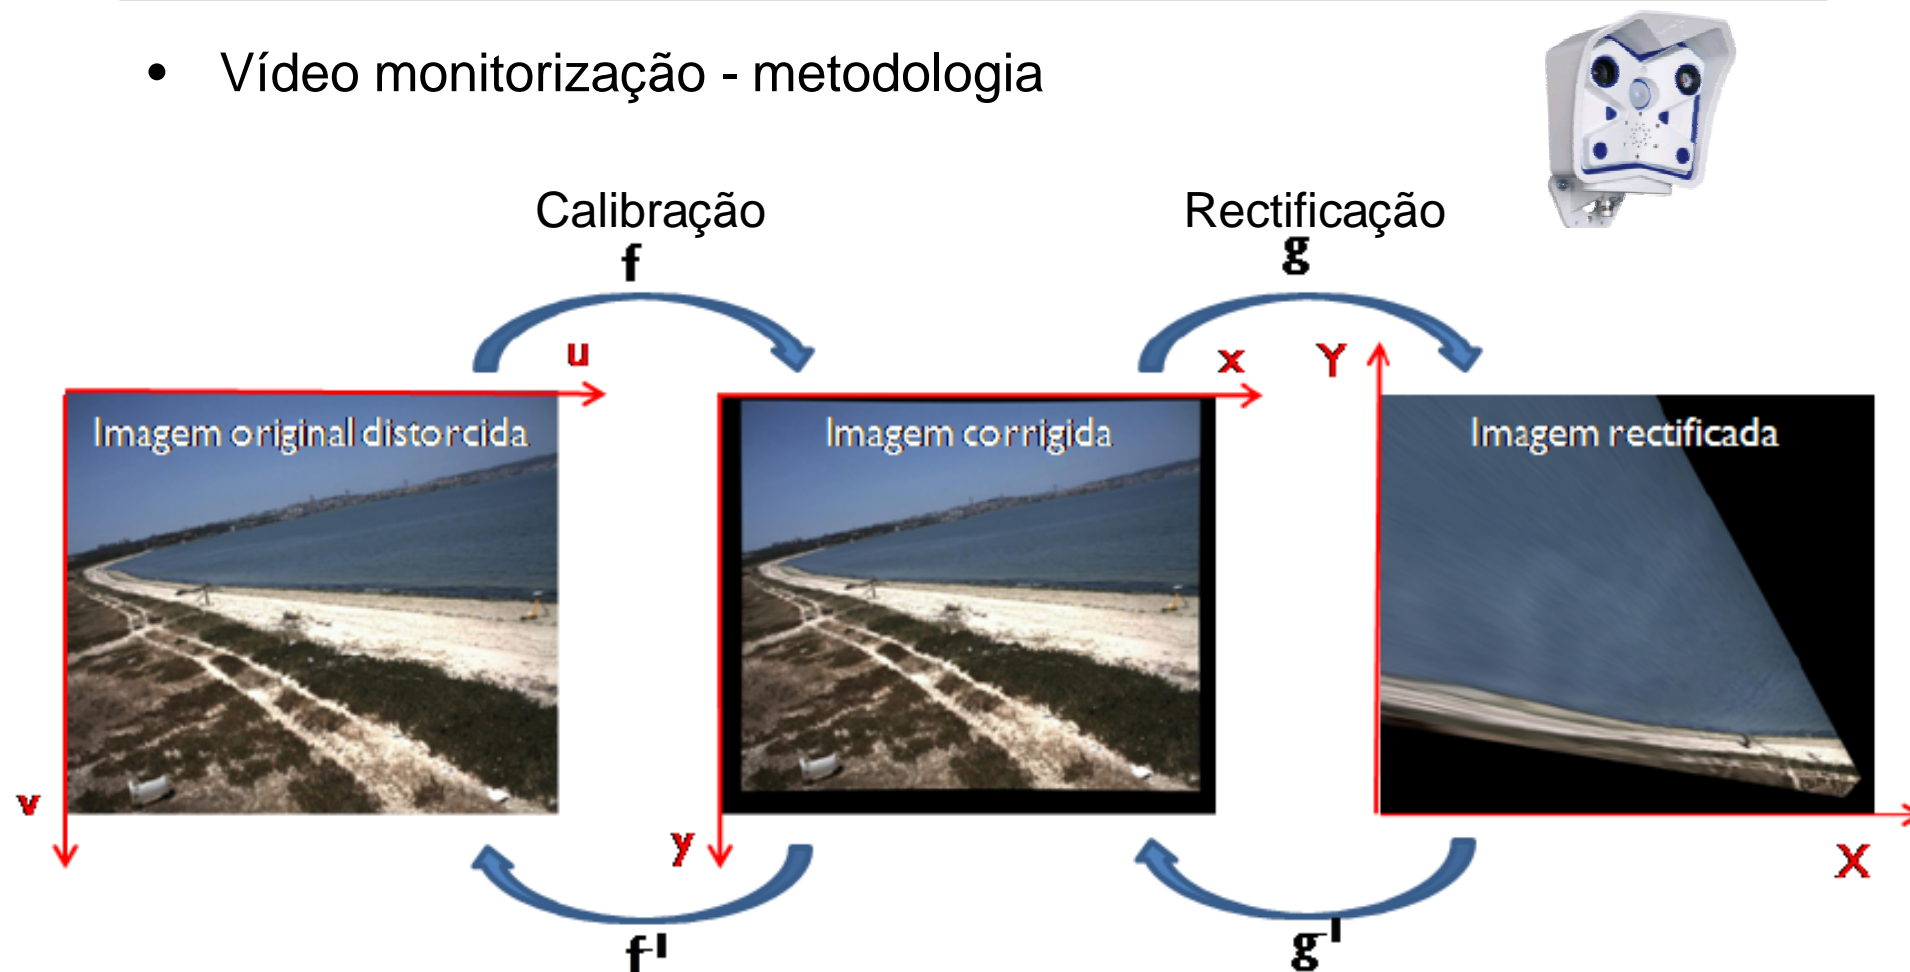 • Vídeo monitorização - metodologia
Calibração
Rectificação
f
g
u
x
Y
Imagem original distorcida
Imagem corrigida
Imagem rectificada
v
y
X
f-1
g-1